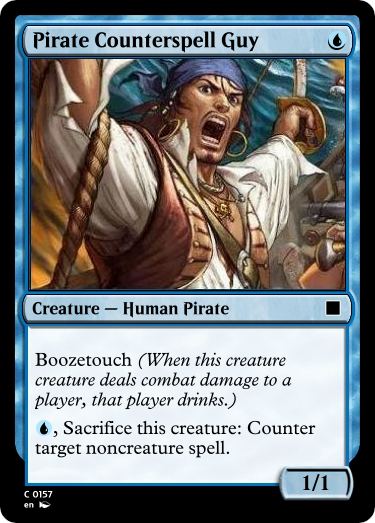 Pirate Counterspell Guy
Creature — Human Pirate
Boozetouch (When this creature
creature deals combat damage to a
player, that player drinks.)
, Sacrifice this creature: Counter
target noncreature spell.
1/1
C 0157
en